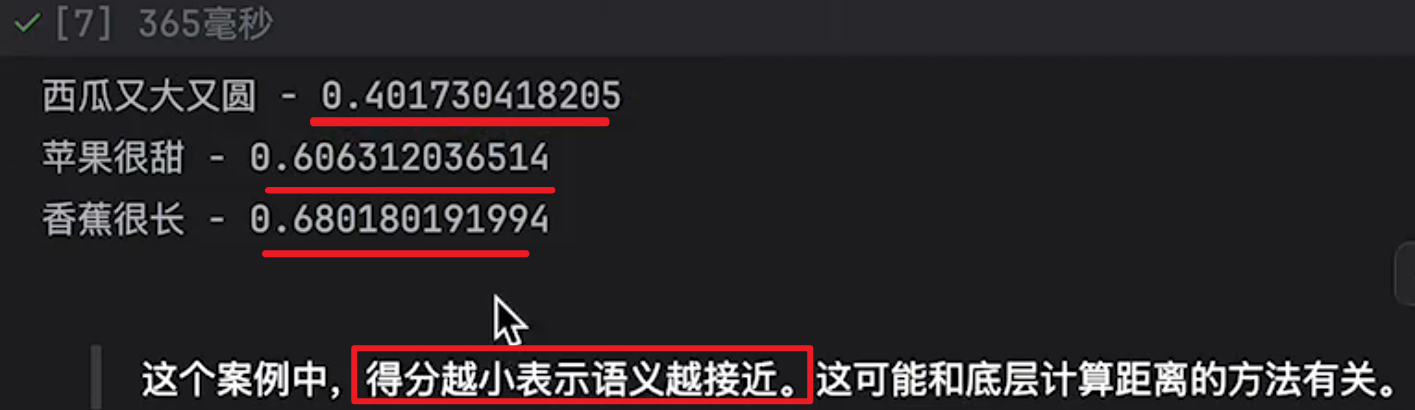 [7] 365毫秒
西瓜又大又圆 - 0.401730418205
苹果很甜 - 0.606312036514
香蕉很长 - 0.680180191994
这个案例中, 得分越小表示语义越接近。这可能和底层计算距离的方法有关。